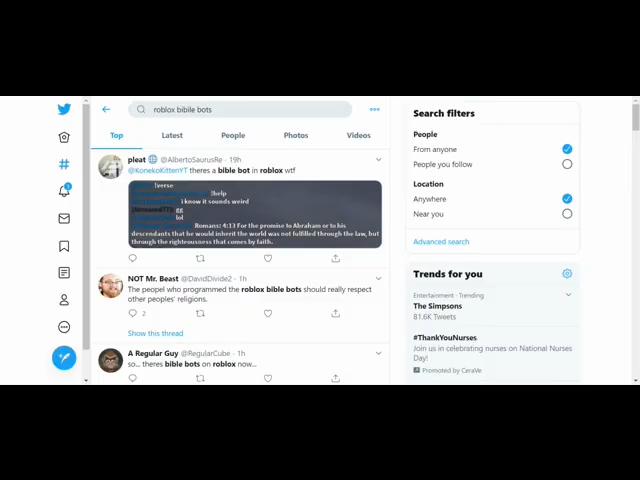 roblox bibile bots
Top
Latest
People
Photos
Videos
pleat @AlbertoSaurusRe · 19h
@KonekoKittenYT theres a bible bot in roblox wtf
!verse
!help
i know it sounds weird
gg
lol
Romans: 4:13 For the promise to Abraham or to his
descendants that he would inherit the world was not fulfilled through the law, but
through the righteousness that comes by faith.
NOT Mr. Beast @DavidDivide2 · 1h
The peopel who programmed the roblox bible bots should really respect
other peoples' religions.
2
Show this thread
A Regular Guy @RegularCube · 1h
so... theres bible bots on roblox now...
Search filters
People
From anyone
People you follow
Location
Anywhere
Near you
Advanced search
Trends for you
Entertainment · Trending
The Simpsons
81.6K Tweets
#ThankYouNurses
Join us in celebrating nurses on National Nurses
Day!
Promoted by CeraVe